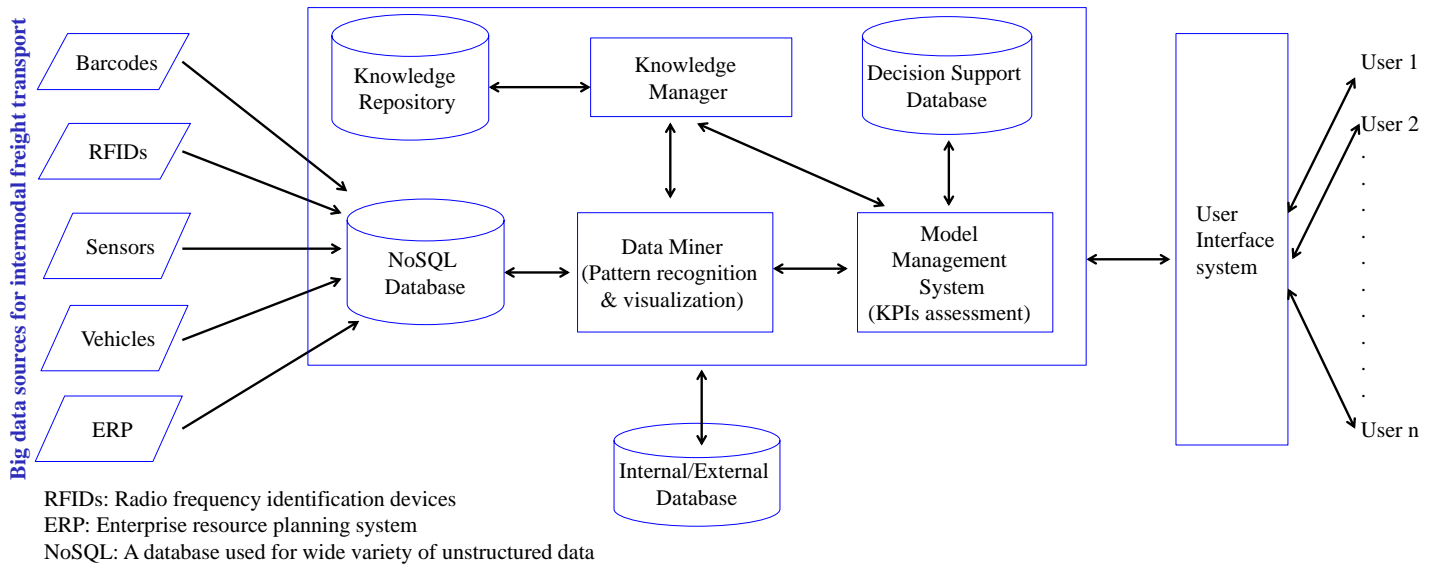 Big data sources for intermodal freight transport
Barcodes
RFIDs
Sensors
Vehicles
ERP
Knowledge
Repository
Knowledge
Manager
Decision Support
Database
NoSQL
Database
Data Miner
(Pattern recognition
& visualization)
Model
Management
System
(KPIs assessment)
Internal/External
Database
User
Interface
system
User 1
User 2
.
.
.
.
.
.
.
.
.
User n
RFIDs: Radio frequency identification devices
ERP: Enterprise resource planning system
NoSQL: A database used for wide variety of unstructured data